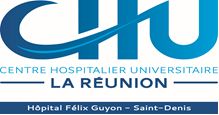 CHU
CENTRE HOSPITALIER UNIVERSITAIRE
LA RÉUNION
Hôpital Félix Guyon – Saint-Denis